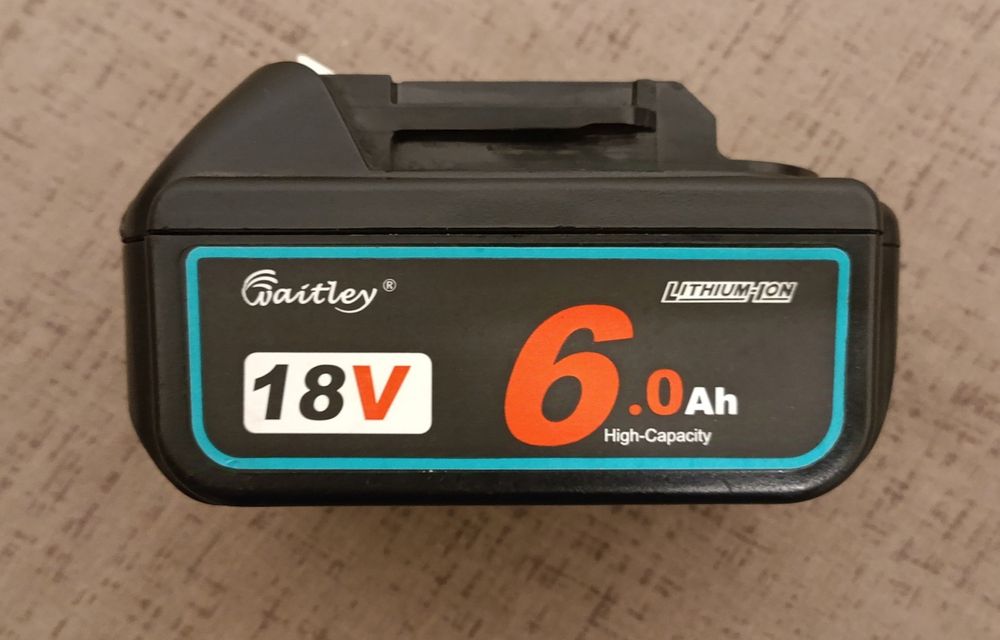 Waitley®
LITHIUM-ION
18V
6.0Ah
High-Capacity